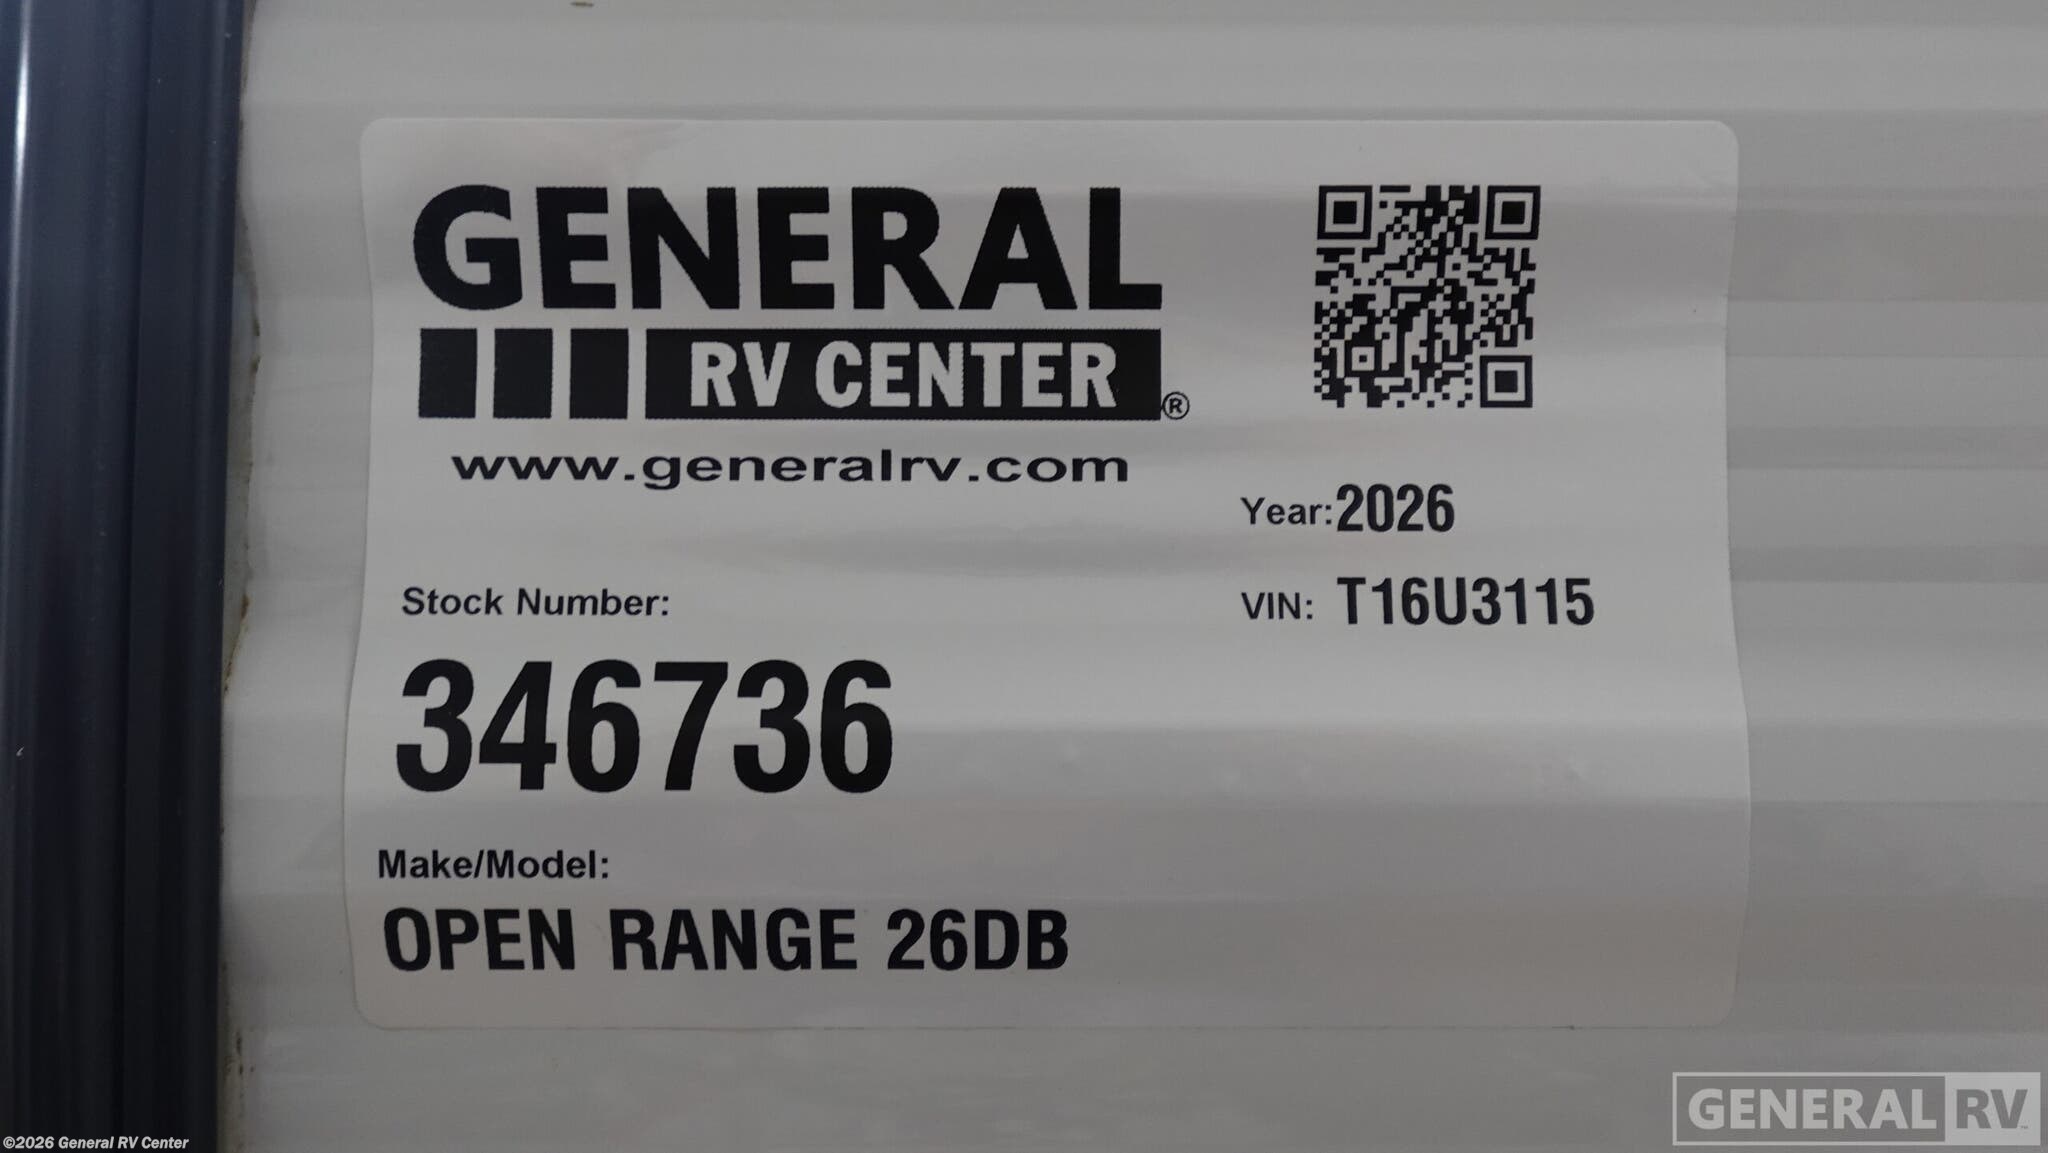 GENERAL
RV CENTER®
www.generalrv.com
Year: 2026
Stock Number:
VIN: T16U3115
346736
Make/Model:
OPEN RANGE 26DB
GENERAL RV™
©2026 General RV Center